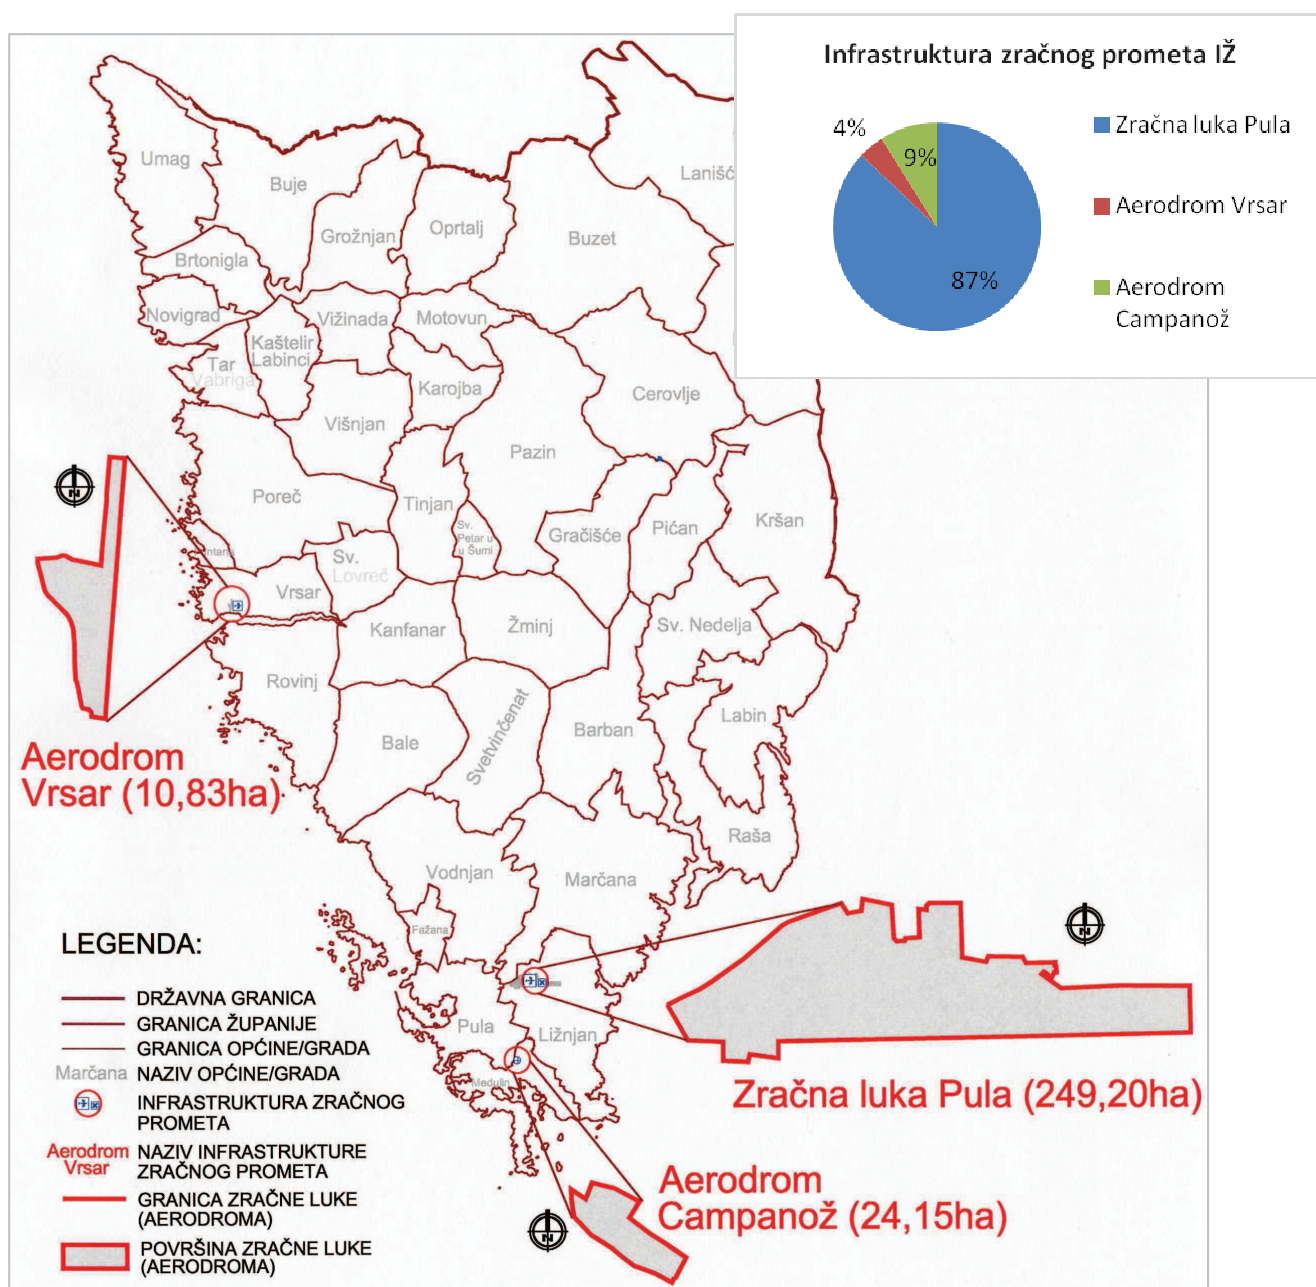 Infrastruktura zračnog prometa IŽ
4%
9%
87%
Zračna luka Pula
Aerodrom Vrsar
Aerodrom
Campanož
Umag
Buje
Lanišć
Grožnjan
Oprtalj
Buzet
Brtonigla
Novigrad
Vižinada
Motovun
Kaštelir
Labinci
Tar
Vabriga
Karojba
Cerovlje
Višnjan
Pazin
Poreč
Tinjan
Sv.
Petar u
u Šumi
Gračišće
Pićan
Kršan
Sv.
Lovreč
Vrsar
Kanfanar
Žminj
Sv. Nedelja
Rovinj
Labin
Bale
Svetvinčenat
Barban
N
Aerodrom
Vrsar (10,83ha)
Raša
Vodnjan
Marčana
Fažana
Pula
Ližnjan
Medulin
N
Zračna luka Pula (249,20ha)
Aerodrom
Campanož (24,15ha)
N
LEGENDA:
DRŽAVNA GRANICA
GRANICA ŽUPANIJE
GRANICA OPĆINE/GRADA
Marčana NAZIV OPĆINE/GRADA
INFRASTRUKTURA ZRAČNOG
PROMETA
Aerodrom
Vrsar
NAZIV INFRASTRUKTURE
ZRAČNOG PROMETA
GRANICA ZRAČNE LUKE
(AERODROMA)
POVRŠINA ZRAČNE LUKE
(AERODROMA)